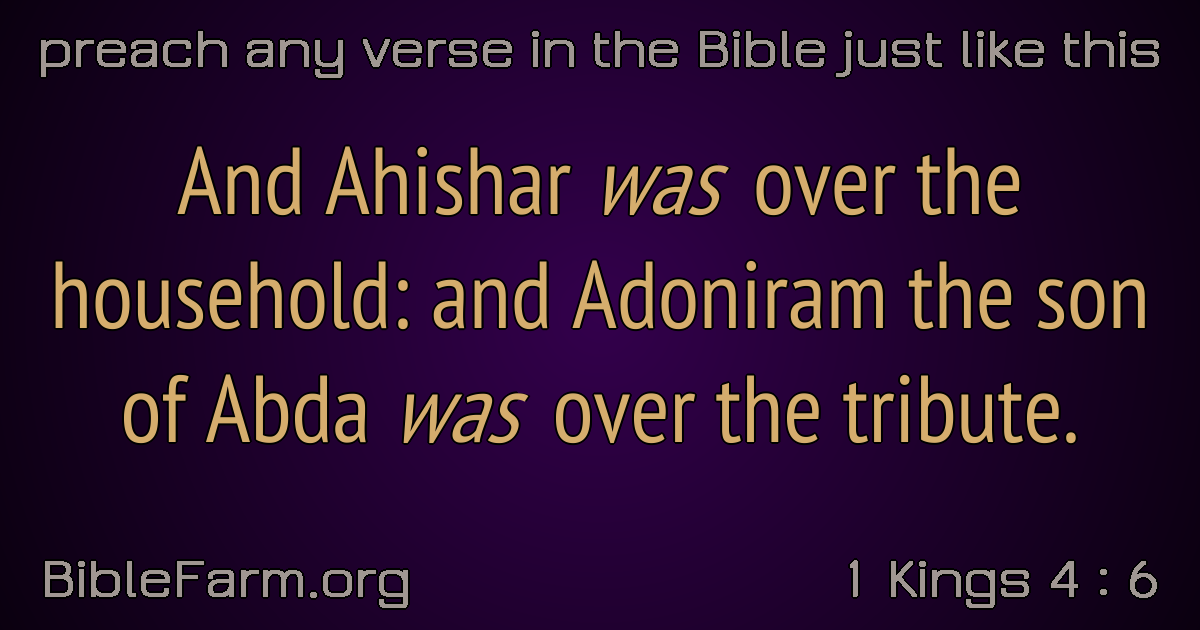 preach any verse in the Bible just like this
And Ahishar was over the
household: and Adoniram the son
of Abda was over the tribute.
BibleFarm.org
1 Kings 4 : 6